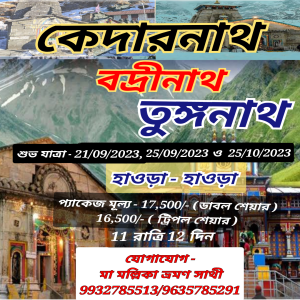 কেদারনাথ
বদ্রীনাথ
তুঙ্গনাথ
শুভ যাত্রা - 21/09/2023, 25/09/2023 ও 25/10/2023
হাওড়া - হাওড়া
প্যাকেজ মূল্য - 17,500/- (ডাবল শেয়ার )
16,500/- ( ট্রিপল শেয়ার )
11 রাত্রি 12 দিন
যোগাযোগ -
মা মল্লিকা ভ্রমণ সাথী
9932785513/9635785291